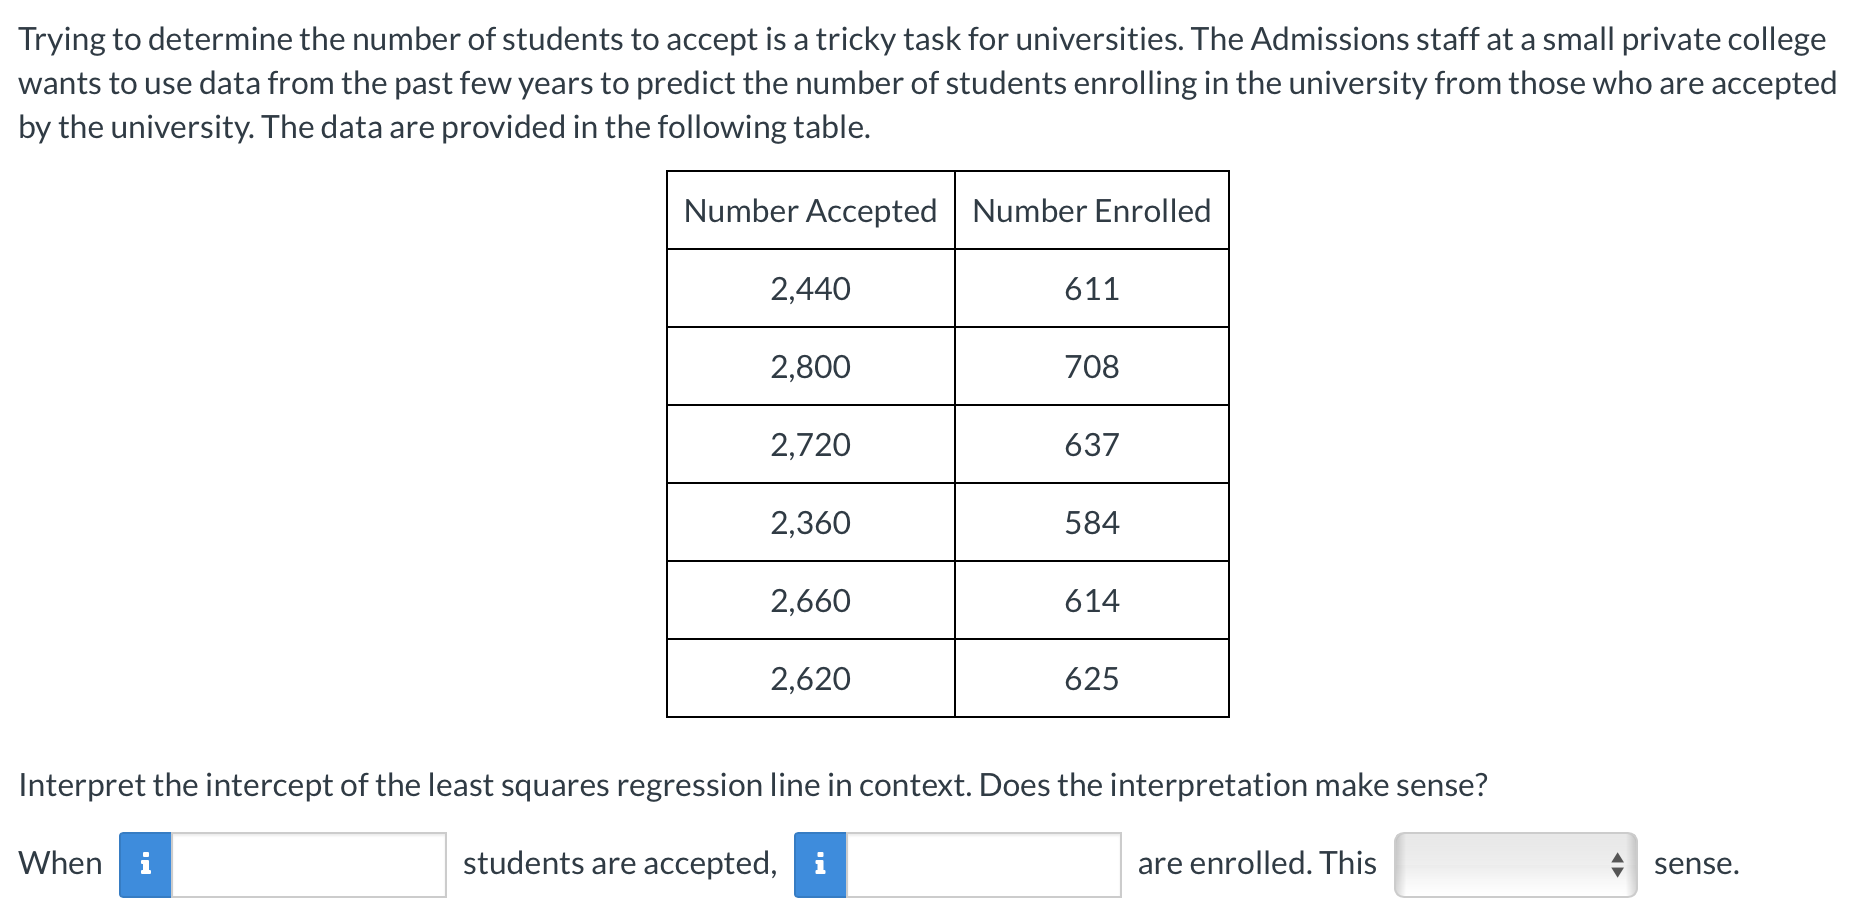 Trying to determine the number of students to accept is a tricky task for universities. The Admissions staff at a small private college
wants to use data from the past few years to predict the number of students enrolling in the university from those who are accepted
by the university. The data are provided in the following table.
Number Accepted Number Enrolled
2,440 611
2,800 708
2,720 637
2,360 584
2,660 614
2,620 625
Interpret the intercept of the least squares regression line in context. Does the interpretation make sense?
When i students are accepted, i are enrolled. This sense.